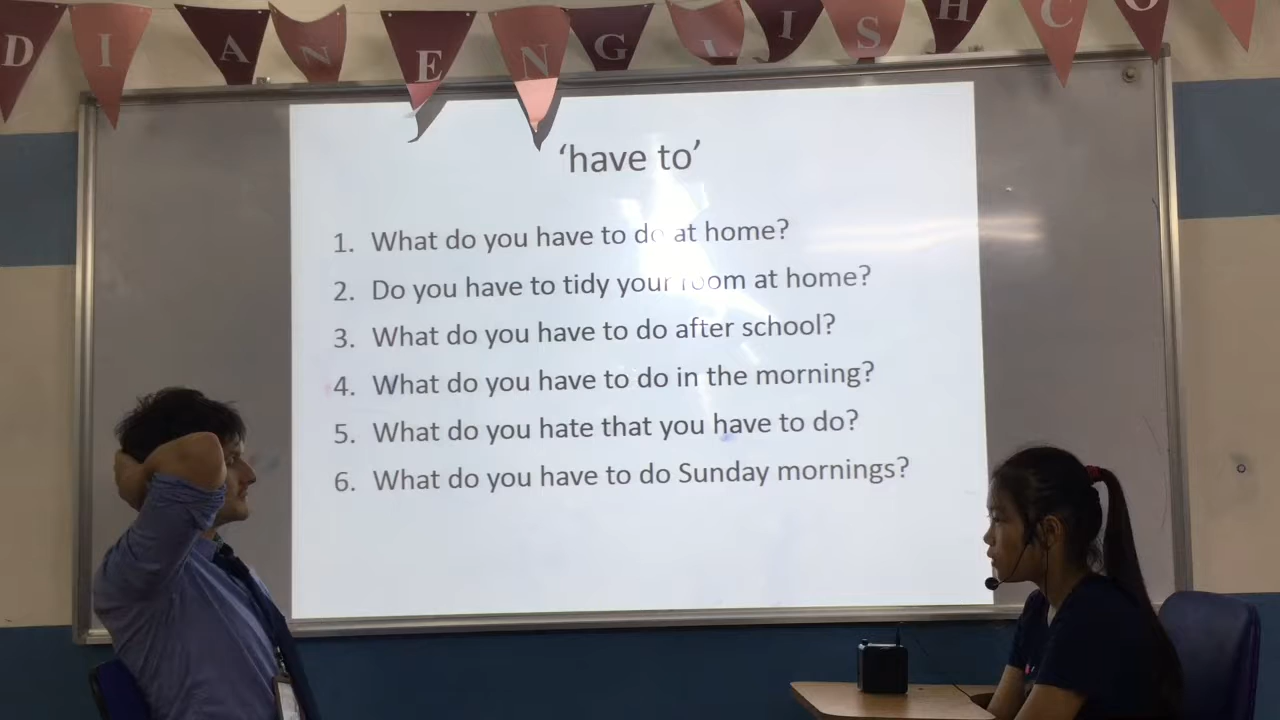 DIAN ENGLISH CO
'have to'
1. What do you have to do at home?
2. Do you have to tidy your room at home?
3. What do you have to do after school?
4. What do you have to do in the morning?
5. What do you hate that you have to do?
6. What do you have to do Sunday mornings?